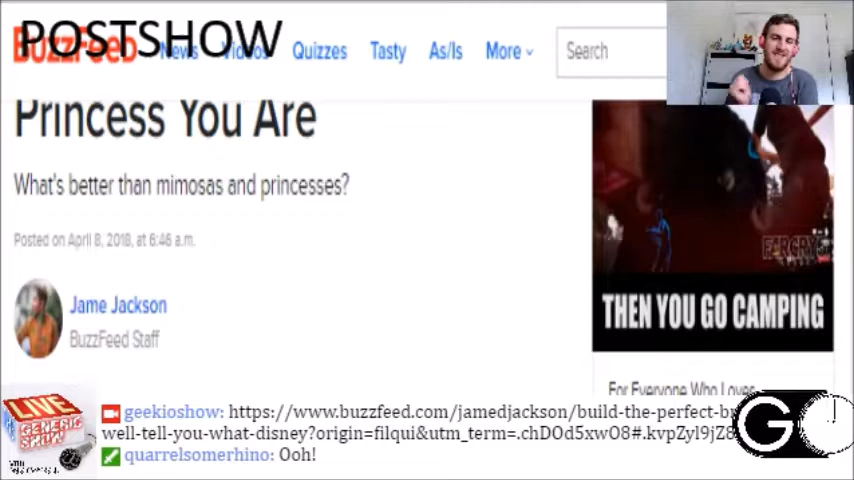 POSTSHOW
BuzzFeed News Videos Quizzes Tasty As/Is More Search
Princess You Are
What's better than mimosas and princesses?
Posted on April 8, 2018, at 6:46 a.m.
Jame Jackson
BuzzFeed Staff
FARCRY5
THEN YOU GO CAMPING
For Everyone Who Loves
LIVE
GENERIC
SHOW
geekioshow: https://www.buzzfeed.com/jamedjackson/build-the-perfect-br
well-tell-you-what-disney?origin=filqui&utm_term=.chDOd5xwO8#.kvpZyl9jZ8
quarrelsomerhino: Ooh!
G